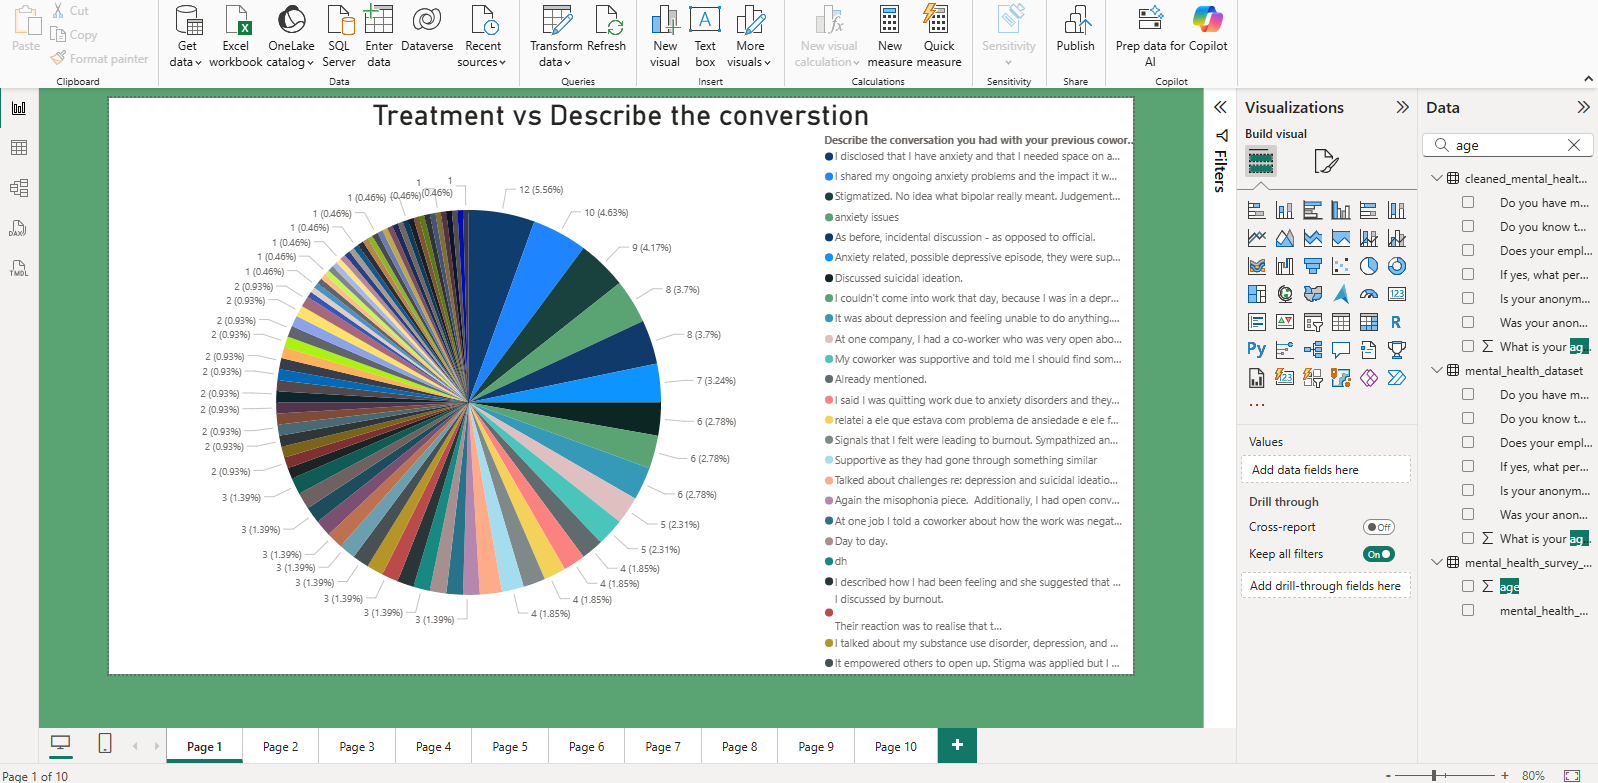 Paste
Cut
Copy
Format painter
Clipboard
Get data
Excel workbook
OneLake catalog
SQL Server
Enter data
Dataverse
Recent sources
Data
Transform data
Refresh
Queries
New visual
Text box
More visuals
Insert
New visual calculation
New measure
Quick measure
Calculations
Sensitivity
Sensitivity
Publish
Share
Prep data for AI
Copilot
Copilot
Treatment vs Describe the converstion
Describe the conversation you had with your previous cowor...
I disclosed that I have anxiety and that I needed space on a...
I shared my ongoing anxiety problems and the impact it w...
Stigmatized. No idea what bipolar really meant. Judgement...
anxiety issues
As before, incidental discussion - as opposed to official.
Anxiety related, possible depressive episode, they were sup...
Discussed suicidal ideation.
I couldn't come into work that day, because I was in a depr...
It was about depression and feeling unable to do anything....
At one company, I had a co-worker who was very open abo...
My coworker was supportive and told me I should find som...
Already mentioned.
I said I was quitting work due to anxiety disorders and they...
relatei a ele que estava com problema de ansiedade e ele f...
Signals that I felt were leading to burnout. Sympathized an...
Supportive as they had gone through something similar
Talked about challenges re: depression and suicidal ideatio...
Again the misophonia piece.  Additionally, I had open conv...
At one job I told a coworker about how the work was negat...
Day to day.
dh
I described how I had been feeling and she suggested that ...
I discussed by burnout.
Their reaction was to realise that t...
I talked about my substance use disorder, depression, and ...
It empowered others to open up. Stigma was applied but I ...
12 (5.56%)
10 (4.63%)
9 (4.17%)
8 (3.7%)
8 (3.7%)
7 (3.24%)
6 (2.78%)
6 (2.78%)
6 (2.78%)
5 (2.31%)
5 (2.31%)
4 (1.85%)
4 (1.85%)
4 (1.85%)
4 (1.85%)
3 (1.39%)
3 (1.39%)
3 (1.39%)
3 (1.39%)
3 (1.39%)
3 (1.39%)
3 (1.39%)
2 (0.93%)
2 (0.93%)
2 (0.93%)
2 (0.93%)
2 (0.93%)
2 (0.93%)
2 (0.93%)
2 (0.93%)
2 (0.93%)
2 (0.93%)
1 (0.46%)
1 (0.46%)
1 (0.46%)
1 (0.46%)
1 (0.46%)
1 (0.46%)
1 (0.46%)
(0.46%)
1
(0.46%)
1
Filters
Visualizations
Build visual
Values
Add data fields here
Drill through
Cross-report
Off
Keep all filters
On
Add drill-through fields here
Data
age
cleaned_mental_healt...
Do you have m...
Do you know t...
Does your empl...
If yes, what per...
Is your anonym...
Was your anon...
What is your ag...
mental_health_dataset
Do you have m...
Do you know t...
Does your empl...
If yes, what per...
Is your anonym...
Was your anon...
What is your ag...
mental_health_survey_...
age
mental_health_...
DAX
TMDL
Page 1
Page 2
Page 3
Page 4
Page 5
Page 6
Page 7
Page 8
Page 9
Page 10
+
Page 1 of 10
- + 80%